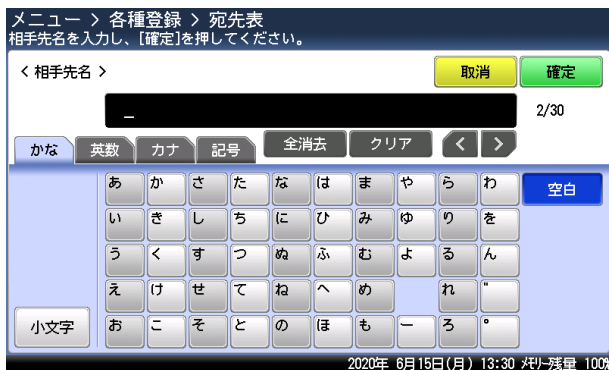 メニュー > 各種登録 > 宛先表
相手先名を入力し、[確定]を押してください。
< 相手先名 >
取消
確定
2/30
かな
英数
カナ
記号
全消去
クリア
<
>
あ か さ た な は ま や ら わ 空白
い き し ち に ひ み ゆ り を
う く す つ ぬ ふ む よ る ん
え け せ て ね へ め れ ゛
小文字 お こ そ と の ほ も ー ろ ゜
2020年 6月15日(月) 13:30 メモリー残量 100%